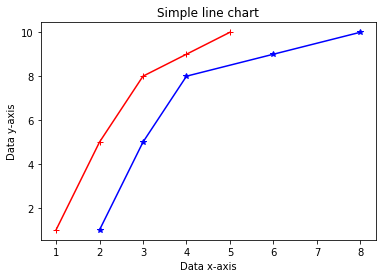 Simple line chart
Data y-axis
10
8
6
4
2
1 2 3 4 5 6 7 8
Data x-axis